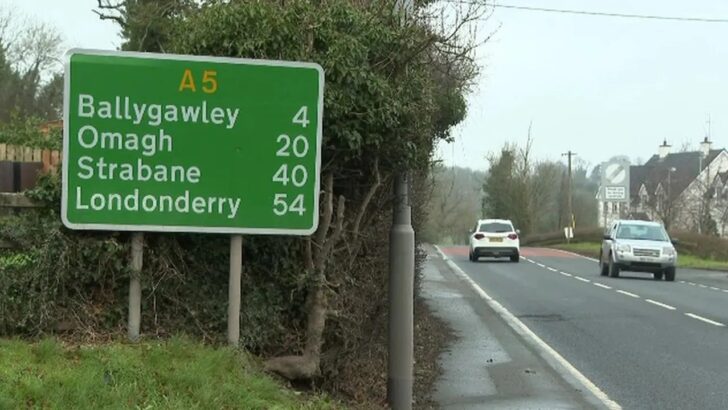 A5
Ballygawley 4
Omagh 20
Strabane 40
Londonderry 54